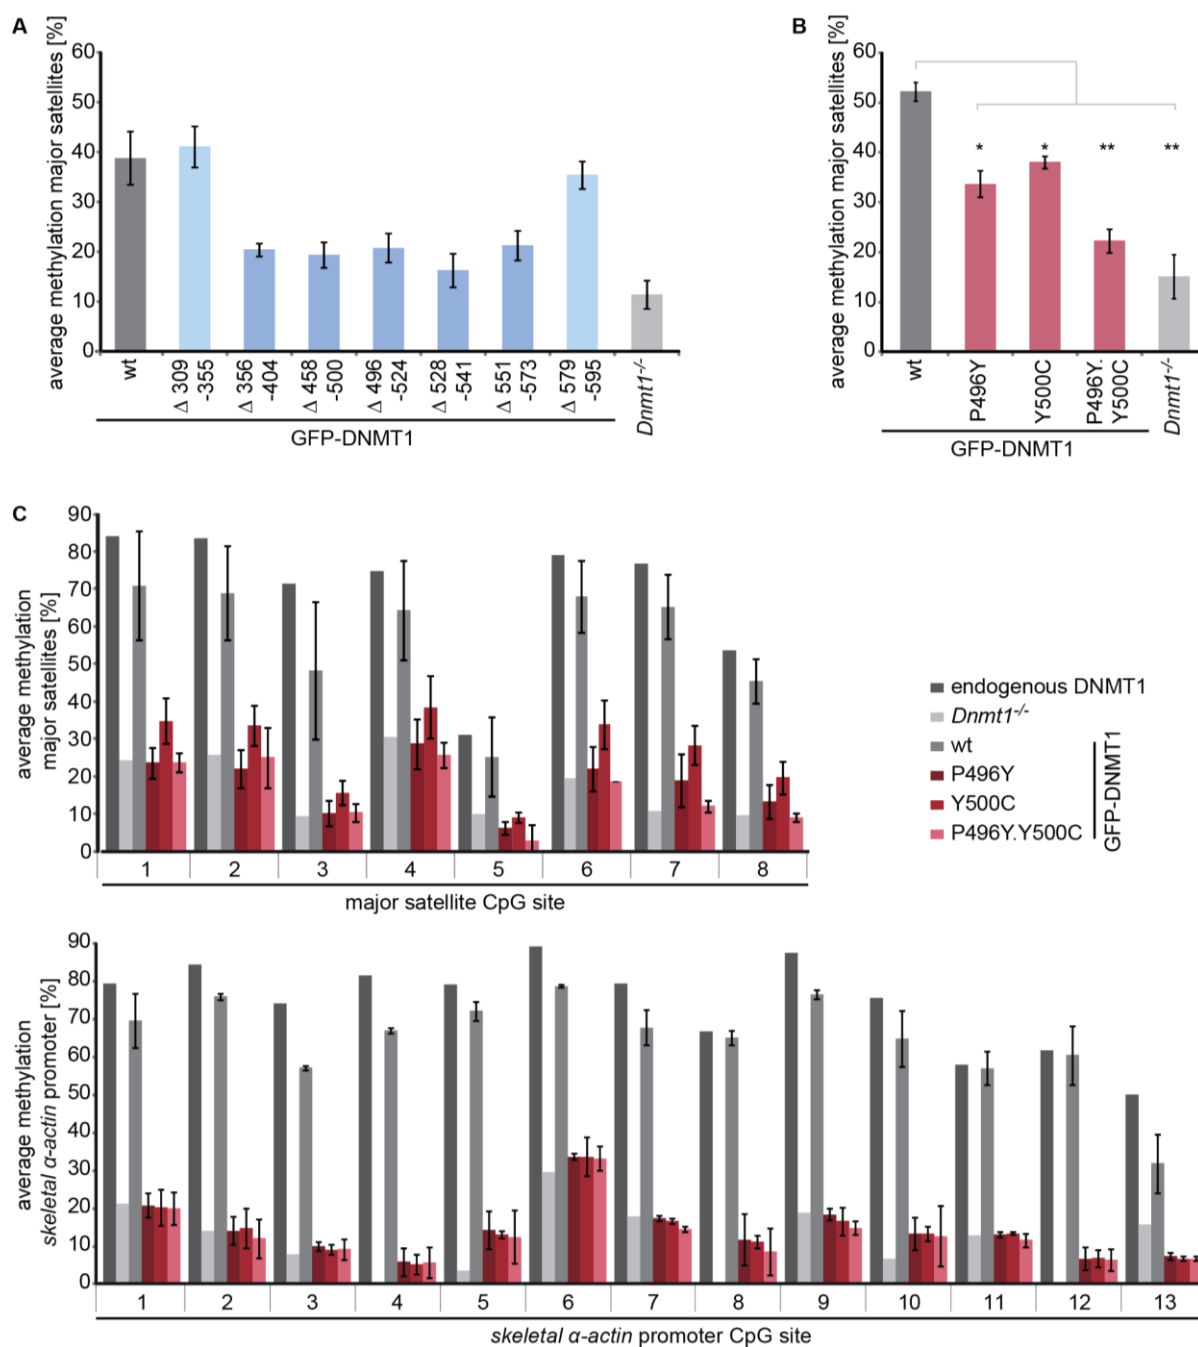 A
average methylation major satellites [%]
60
50
40
30
20
10
0
wt
Δ 309
-355
Δ 356
-404
Δ 458
-500
Δ 496
-524
Δ 528
-541
Δ 551
-573
Δ 579
-595
Dnmt1-/-
GFP-DNMT1
B
average methylation major satellites [%]
60
50
40
30
20
10
0
* * ** **
wt
P496Y
Y500C
P496Y.
Y500C
Dnmt1-/-
GFP-DNMT1
C
average methylation
major satellites [%]
90
80
70
60
50
40
30
20
10
0
1 2 3 4 5 6 7 8
major satellite CpG site
endogenous DNMT1
Dnmt1-/-
wt
P496Y
Y500C
P496Y.Y500C
GFP-DNMT1
average methylation
skeletal α-actin promoter [%]
90
80
70
60
50
40
30
20
10
0
1 2 3 4 5 6 7 8 9 10 11 12 13
skeletal α-actin promoter CpG site